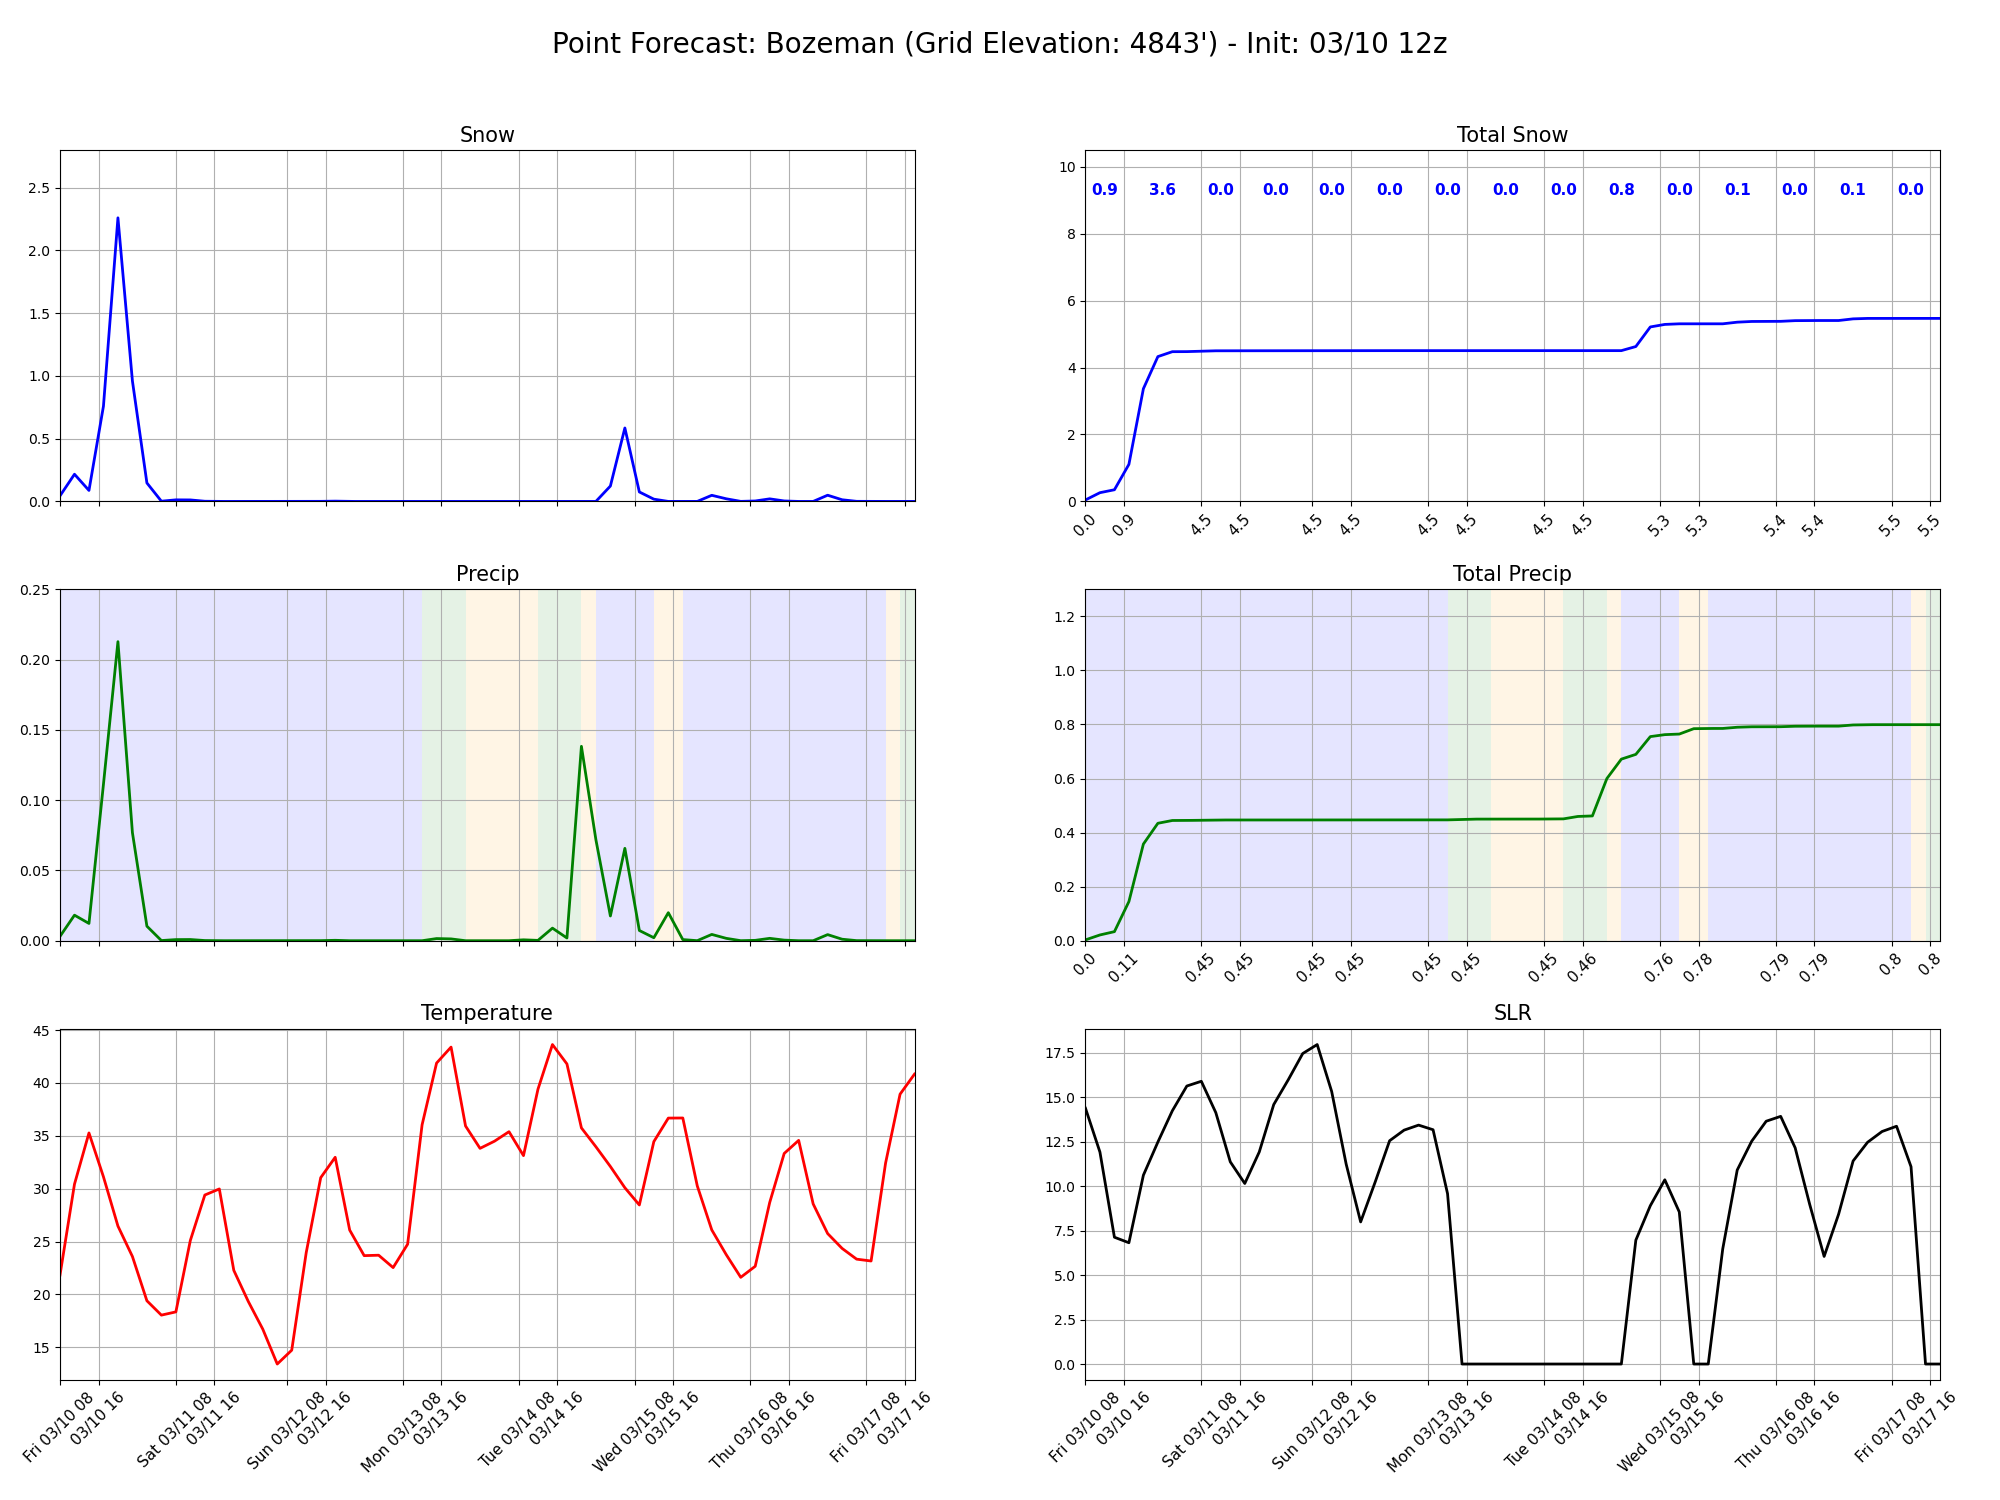 Point Forecast: Bozeman (Grid Elevation: 4843') - Init: 03/10 12z
Snow
2.5
2.0
1.5
1.0
0.5
0.0
Total Snow
10
8
6
4
2
0
0.9 3.6 0.0 0.0 0.0 0.0 0.0 0.0 0.0 0.8 0.0 0.1 0.0 0.1 0.0
0.0 0.9 4.5 4.5 4.5 4.5 4.5 4.5 4.5 4.5 5.3 5.3 5.4 5.4 5.5 5.5
Precip
0.25
0.20
0.15
0.10
0.05
0.00
Total Precip
1.2
1.0
0.8
0.6
0.4
0.2
0.0
0.0 0.11 0.45 0.45 0.45 0.45 0.45 0.45 0.45 0.46 0.76 0.78 0.79 0.79 0.8 0.8
Temperature
45
40
35
30
25
20
15
Fri 03/10 08
03/10 16
Sat 03/11 08
03/11 16
Sun 03/12 08
03/12 16
Mon 03/13 08
03/13 16
Tue 03/14 08
03/14 16
Wed 03/15 08
03/15 16
Thu 03/16 08
03/16 16
Fri 03/17 08
03/17 16
SLR
17.5
15.0
12.5
10.0
7.5
5.0
2.5
0.0
Fri 03/10 08
03/10 16
Sat 03/11 08
03/11 16
Sun 03/12 08
03/12 16
Mon 03/13 08
03/13 16
Tue 03/14 08
03/14 16
Wed 03/15 08
03/15 16
Thu 03/16 08
03/16 16
Fri 03/17 08
03/17 16